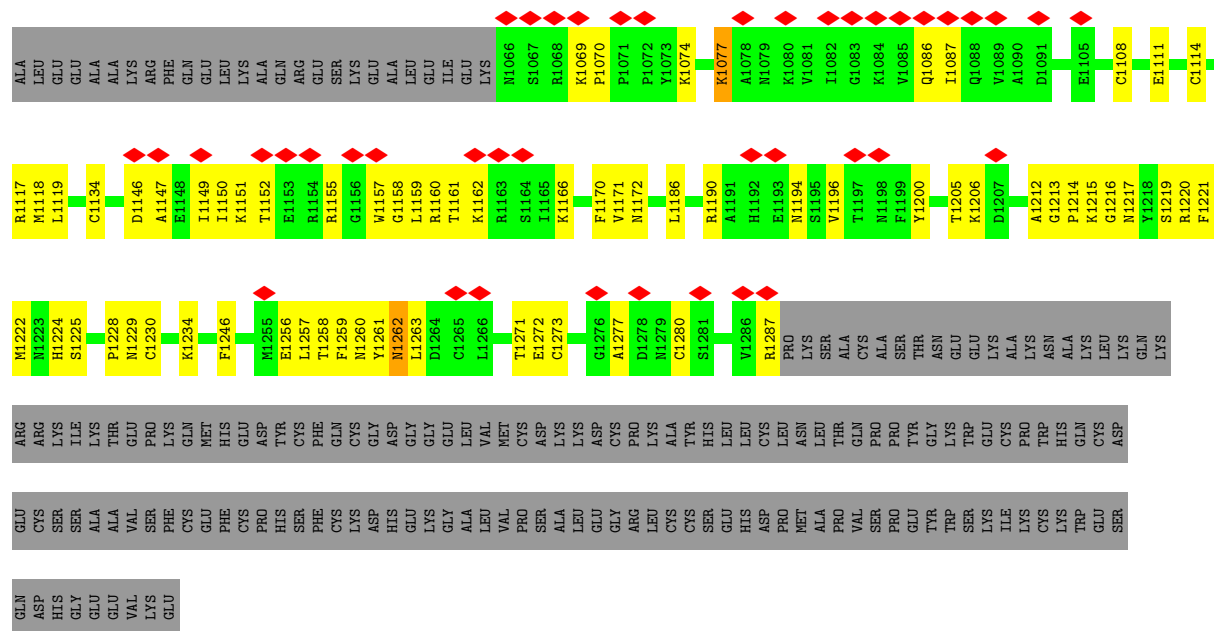 ALA LEU GLU GLU ALA ALA LYS ARG PHE GLN GLU LEU LYS ALA GLN ARG GLU SER LYS GLU ALA LEU GLU ILE GLU LYS N1066 S1067 R1068 K1069 P1070 P1071 P1072 Y1073 K1074 K1077 A1078 N1079 K1080 V1081 I1082 G1083 K1084 V1085 Q1086 I1087 Q1088 V1089 A1090 D1091 E1105 C1108 E1111 C1114
R1117 M1118 L1119 C1134 D1146 A1147 E1148 I1149 I1150 K1151 T1152 E1153 R1154 R1155 G1156 W1157 G1158 L1159 R1160 T1161 K1162 R1163 S1164 I1165 K1166 F1170 V1171 N1172 L1186 R1190 A1191 H1192 E1193 N1194 S1195 V1196 T1197 N1198 F1199 Y1200 T1205 K1206 D1207 A1212 G1213 P1214 K1215 G1216 N1217 Y1218 S1219 R1220 F1221
M1222 N1223 H1224 S1225 P1228 N1229 C1230 K1234 F1246 M1255 E1256 L1257 T1258 F1259 N1260 Y1261 N1262 L1263 D1264 C1265 L1266 T1271 E1272 C1273 G1276 A1277 D1278 N1279 C1280 S1281 V1286 R1287 PRO LYS SER ALA CYS ALA SER THR ASN GLU GLU LYS ALA LYS ASN ALA LYS LEU LYS GLN LYS
ARG ARG LYS ILE LYS THR GLU PRO LYS GLN MET HIS GLU ASP TYR CYS PHE GLN CYS GLY ASP GLY GLY GLU LEU VAL MET CYS ASP LYS LYS ASP CYS PRO LYS ALA TYR HIS LEU LEU CYS LEU ASN LEU THR GLN PRO PRO TYR GLY LYS TRP GLU CYS PRO TRP HIS GLN CYS ASP
GLU CYS SER SER ALA ALA VAL SER PHE CYS GLU PHE CYS PRO HIS SER PHE CYS LYS ASP HIS GLU LYS GLY ALA LEU VAL PRO SER ALA LEU GLU GLY ARG LEU CYS CYS SER GLU HIS ASP PRO MET ALA PRO VAL SER PRO GLU TYR TRP SER LYS ILE LYS CYS LYS TRP GLU SER
GLN ASP HIS GLY GLU GLU VAL LYS GLU